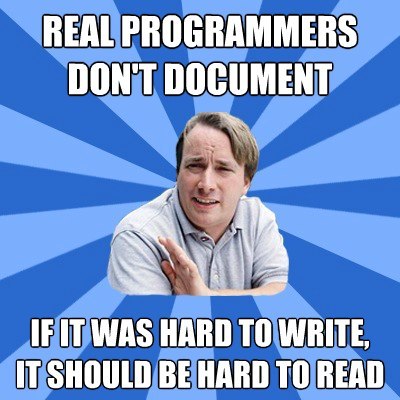 REAL PROGRAMMERS
DON'T DOCUMENT
IF IT WAS HARD TO WRITE,
IT SHOULD BE HARD TO READ